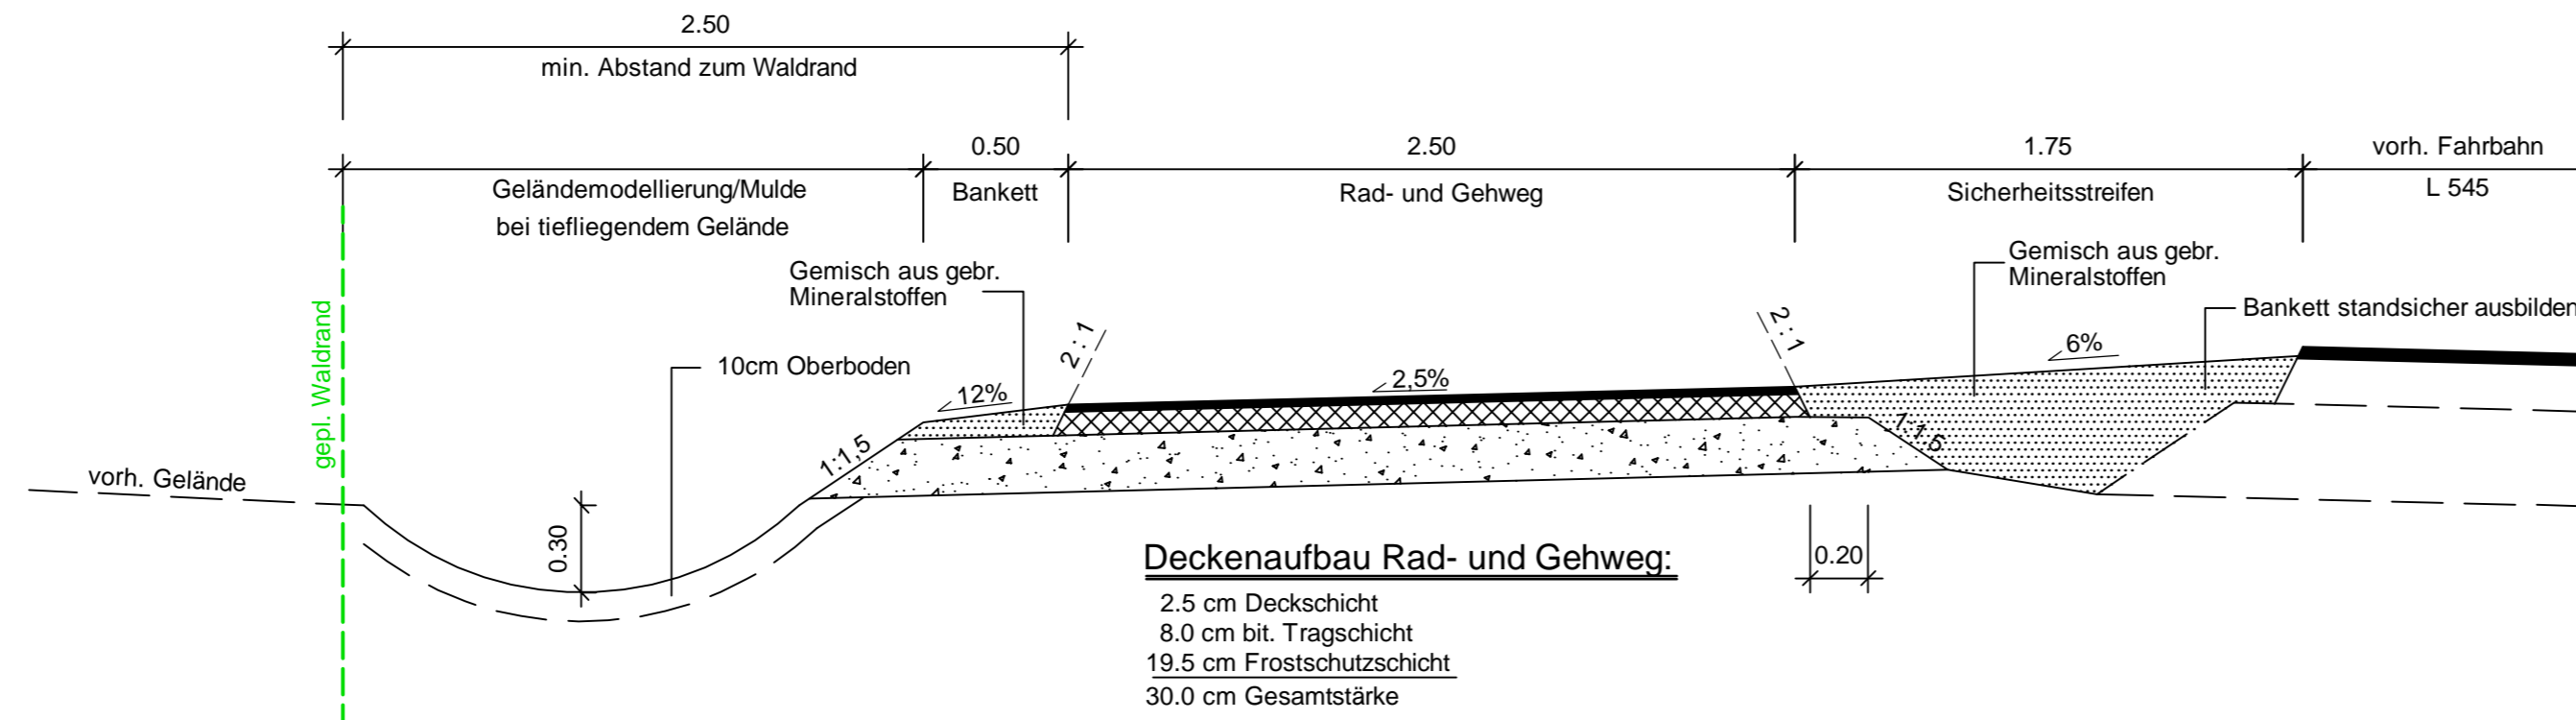 2.50
min. Abstand zum Waldrand
0.50
2.50
1.75
vorh. Fahrbahn
Geländemodellierung/Mulde
bei tiefliegendem Gelände
Bankett
Rad- und Gehweg
Sicherheitsstreifen
L 545
Gemisch aus gebr.
Mineralstoffen
Gemisch aus gebr.
Mineralstoffen
Bankett standsicher ausbilden
gepl. Waldrand
10cm Oberboden
2 : 1
2 : 1
6%
12%
2,5%
1:1,5
1:1,5
vorh. Gelände
0.30
0.20
Deckenaufbau Rad- und Gehweg:
2.5 cm Deckschicht
8.0 cm bit. Tragschicht
19.5 cm Frostschutzschicht
30.0 cm Gesamtstärke